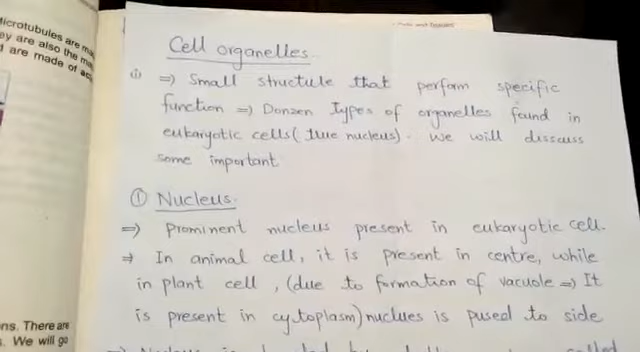 icrotubules are
ey are also the
are made of
Cell organelles
(i) => Small structule that perform specific
function => Donzen Types of organelles found in
eukaryotic cells (true nucleus). We will discuss
some important
① Nucleus.
=> Prominent nucleus present in eukaryotic cell.
=> In animal cell, it is present in centre, while
in plant cell, (due to formation of vacuole => It
is present in cytoplasm) nuclues is pused to side
ns. There are
. We will go